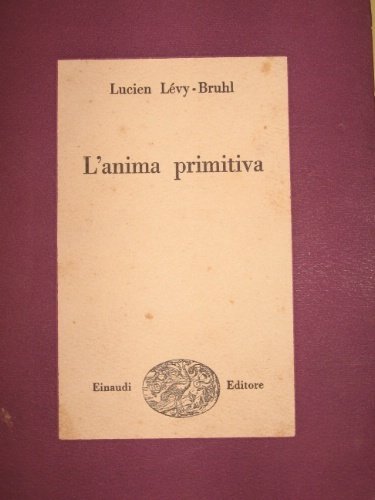 Lucien Lévy-Bruhl
L'anima primitiva
Einaudi Editore